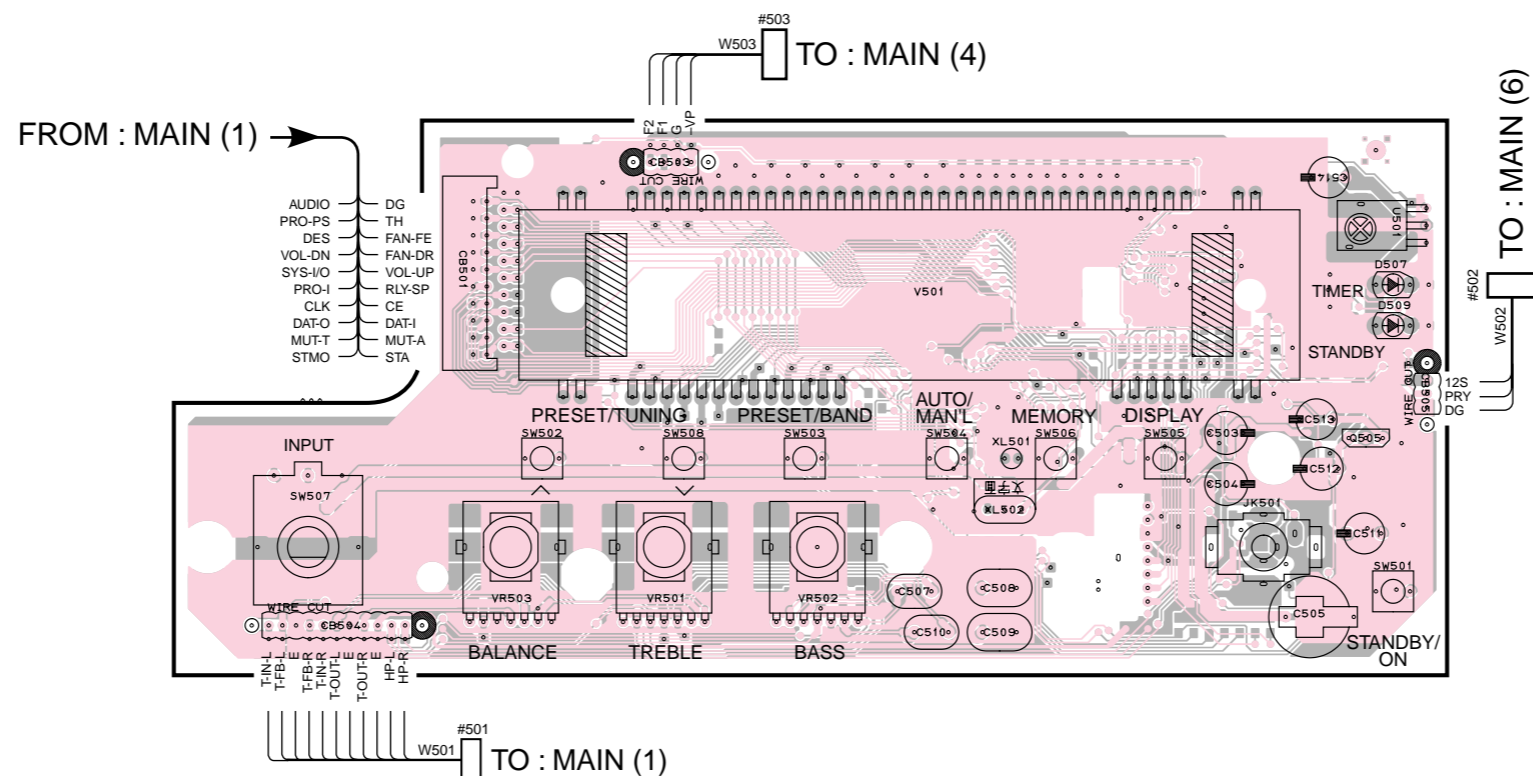 #503
W503
TO : MAIN (4)
FROM : MAIN (1)
TO : MAIN (6)
#502
W502
F2
F1
G
–VP
CB503
WIRE CUT
AUDIO
PRO-PS
DES
VOL-DN
SYS-I/O
PRO-I
CLK
DAT-O
MUT-T
STMO
DG
TH
FAN-FE
FAN-DR
VOL-UP
RLY-SP
CE
DAT-I
MUT-A
STA
CB501
V501
C514
U501
D507
TIMER
D509
STANDBY
WIRE CUT
CB505
12S
PRY
DG
PRESET/TUNING
PRESET/BAND
AUTO/
MAN'L
MEMORY
DISPLAY
INPUT
SW502
SW508
SW503
SW504
XL501
SW506
SW505
C503
C513
Q505
C512
C504
SW507
文字面
XL502
JK501
C511
SW501
VR503
VR501
VR502
C507
C508
C510
C509
C505
WIRE CUT
CB504
BALANCE
TREBLE
BASS
STANDBY/
ON
T-IN-L
T-FB-L
E
T-FB-R
T-IN-R
T-OUT-L
E
T-OUT-R
E
HP-L
HP-R
#501
W501
TO : MAIN (1)